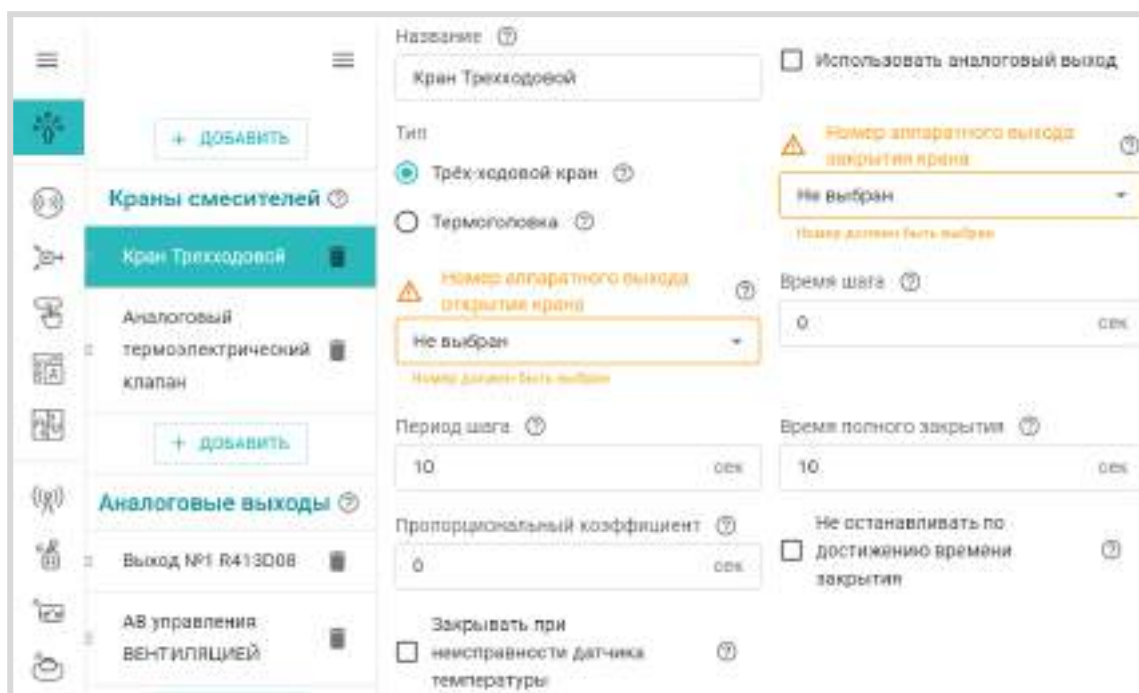 + ДОБАВИТЬ
Краны смесителей
Кран Трехходовой
Аналоговый
термоэлектрический
клапан
+ ДОБАВИТЬ
Аналоговые выходы
Выход №1 R413D08
АВ управления
ВЕНТИЛЯЦИЕЙ
Название
Кран Трехходовой
Тип
Трёх-ходовой кран
Термоголовка
Номер аппаратного выхода
открытия крана
Не выбран
Номер должен быть выбран
Период шага
10 сек
Пропорциональный коэффициент
0 сек
Закрывать при
неисправности датчика
температуры
Использовать аналоговый выход
Номер аппаратного выхода
закрытия крана
Не выбран
Номер должен быть выбран
Время шага
0 сек
Время полного закрытия
10 сек
Не останавливать по
достижению времени
закрытия